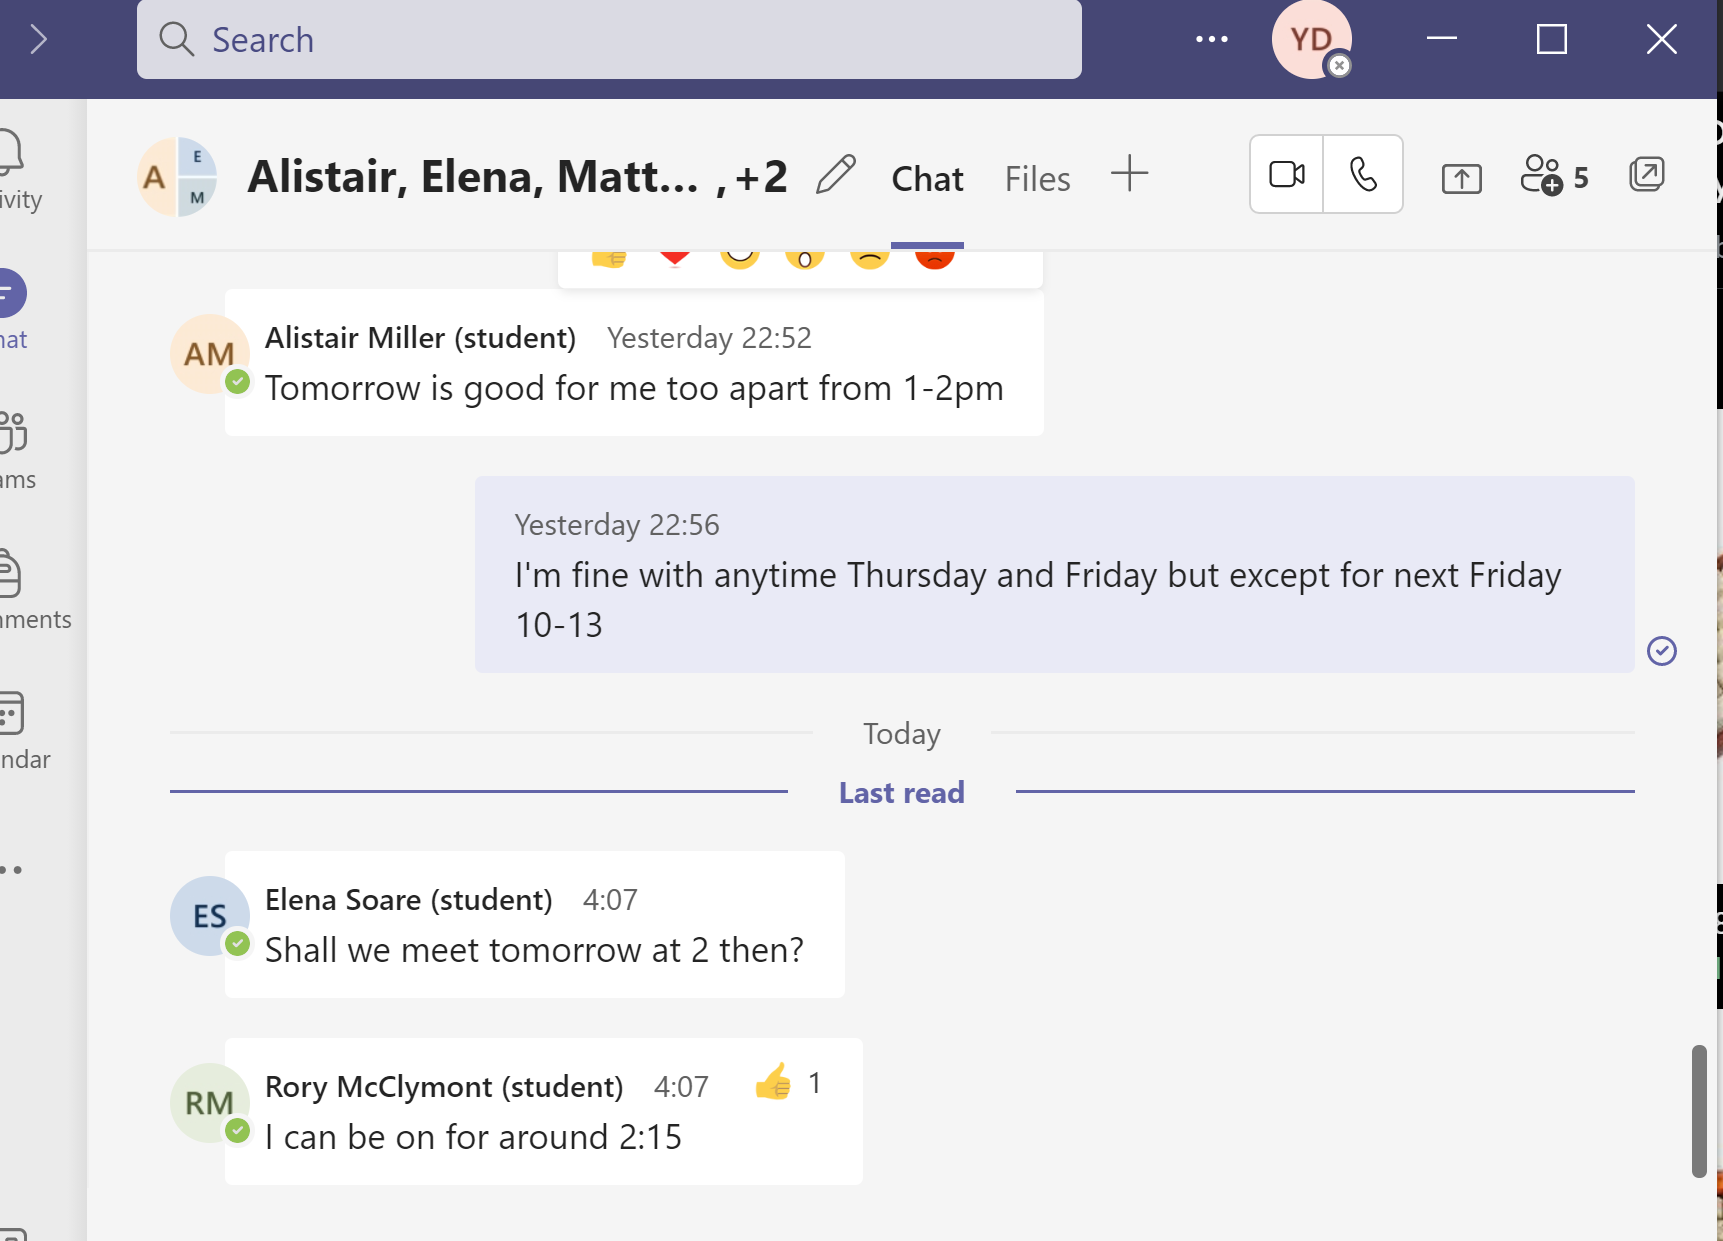 Search
YD
A
E
M
Alistair, Elena, Matt... , +2
Chat
Files
5
ivity
Alistair Miller (student) Yesterday 22:52
AM
Tomorrow is good for me too apart from 1-2pm
nat
ams
Yesterday 22:56
I'm fine with anytime Thursday and Friday but except for next Friday
10-13
nments
Today
ndar
Last read
Elena Soare (student) 4:07
ES
Shall we meet tomorrow at 2 then?
Rory McClymont (student) 4:07 1
RM
I can be on for around 2:15